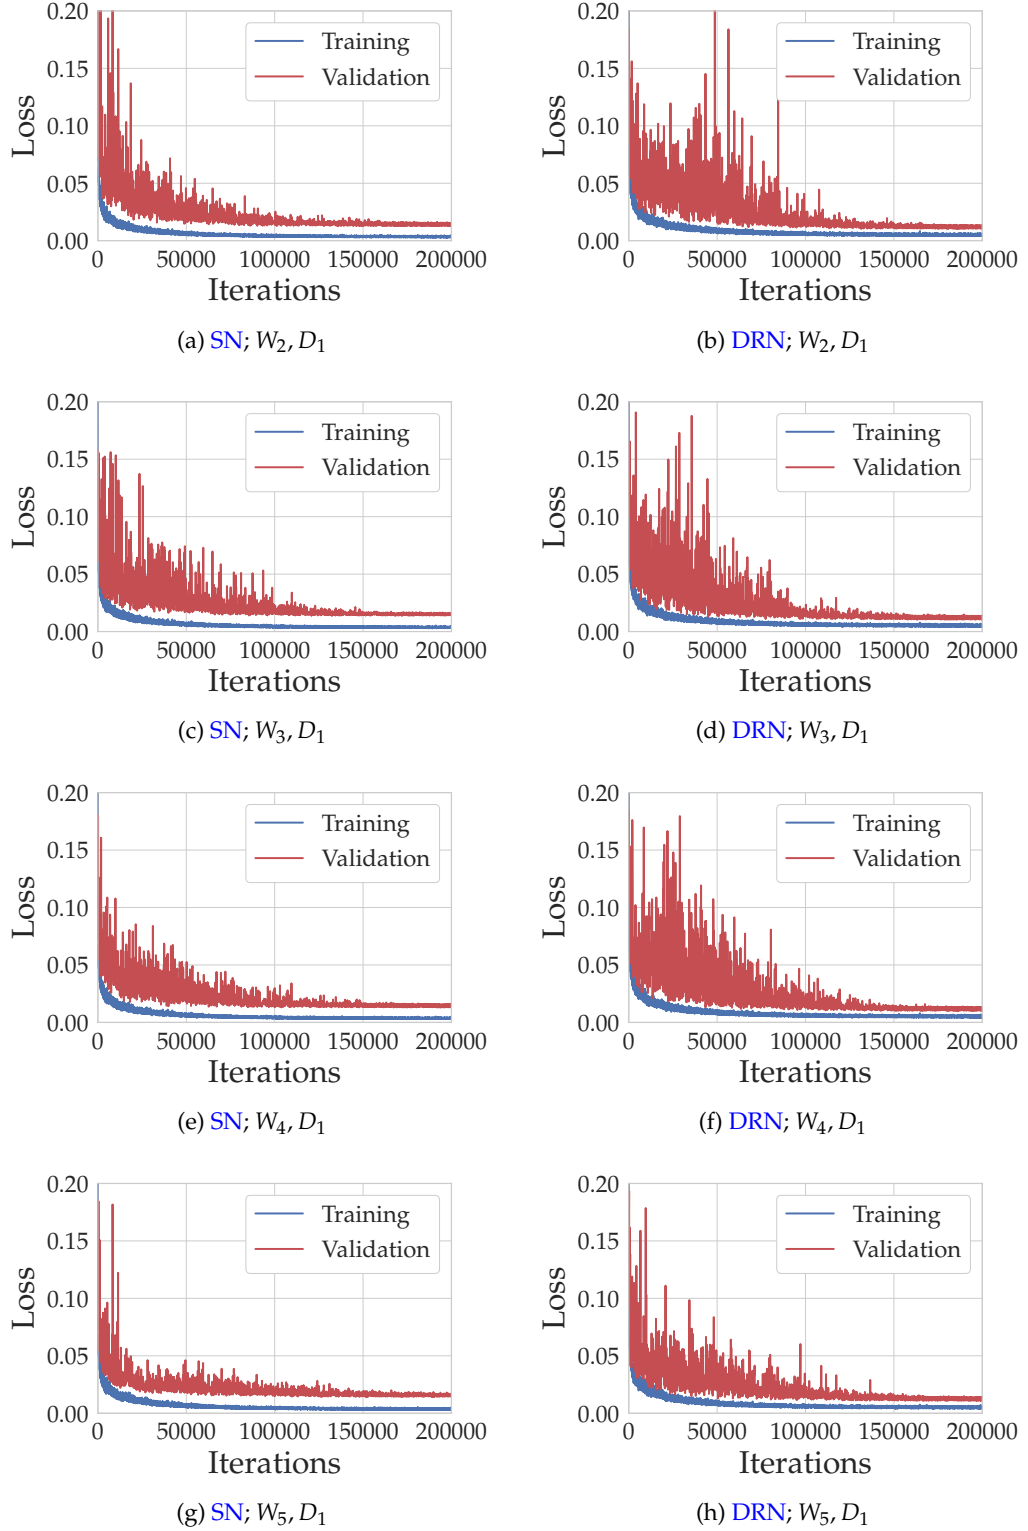 0.20
0.15
0.10
0.05
0.00
Loss
Training
Validation
0 50000 100000 150000 200000
Iterations
(a) SN; W₂, D₁
0.20
0.15
0.10
0.05
0.00
Loss
Training
Validation
0 50000 100000 150000 200000
Iterations
(b) DRN; W₂, D₁
0.20
0.15
0.10
0.05
0.00
Loss
Training
Validation
0 50000 100000 150000 200000
Iterations
(c) SN; W₃, D₁
0.20
0.15
0.10
0.05
0.00
Loss
Training
Validation
0 50000 100000 150000 200000
Iterations
(d) DRN; W₃, D₁
0.20
0.15
0.10
0.05
0.00
Loss
Training
Validation
0 50000 100000 150000 200000
Iterations
(e) SN; W₄, D₁
0.20
0.15
0.10
0.05
0.00
Loss
Training
Validation
0 50000 100000 150000 200000
Iterations
(f) DRN; W₄, D₁
0.20
0.15
0.10
0.05
0.00
Loss
Training
Validation
0 50000 100000 150000 200000
Iterations
(g) SN; W₅, D₁
0.20
0.15
0.10
0.05
0.00
Loss
Training
Validation
0 50000 100000 150000 200000
Iterations
(h) DRN; W₅, D₁